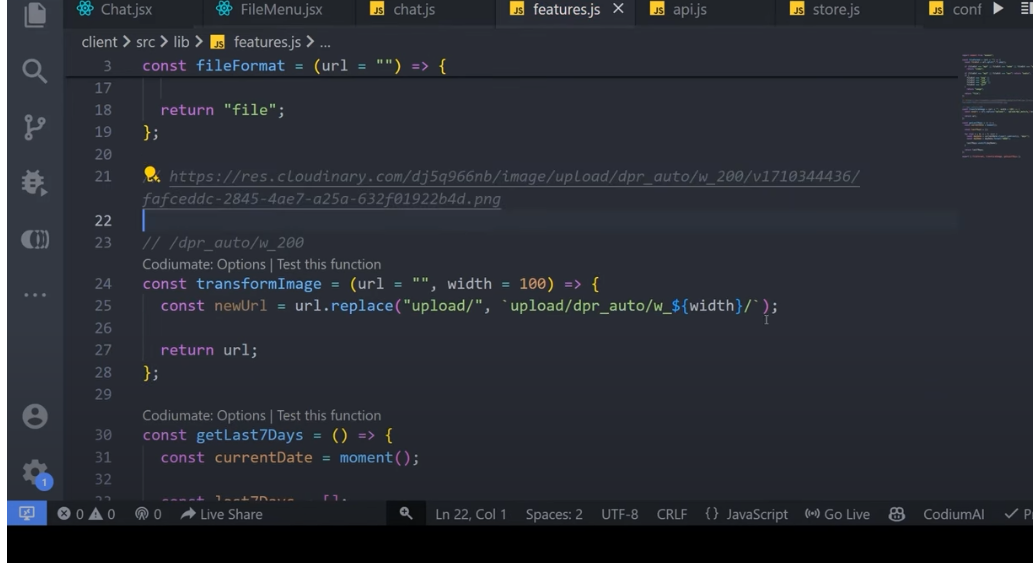 Chat.jsx
FileMenu.jsx
JS chat.js
JS features.js
JS api.js
JS store.js
JS conf
client > src > lib > JS features.js > ...
3 const fileFormat = (url = "") => {
17
18 return "file";
19 };
20
21 // https://res.cloudinary.com/dj5q966nb/image/upload/dpr_auto/w_200/v1710344436/
fafceddc-2845-4ae7-a25a-632f01922b4d.png
22
23 // /dpr_auto/w_200
Codiumate: Options | Test this function
24 const transformImage = (url = "", width = 100) => {
25 const newUrl = url.replace("upload/", `upload/dpr_auto/w_${width}/`);
26
27 return url;
28 };
29
Codiumate: Options | Test this function
30 const getLast7Days = () => {
31 const currentDate = moment();
32
33 const last7Days = [];
1
0 0 0 Live Share Ln 22, Col 1 Spaces: 2 UTF-8 CRLF {} JavaScript Go Live CodiumAI